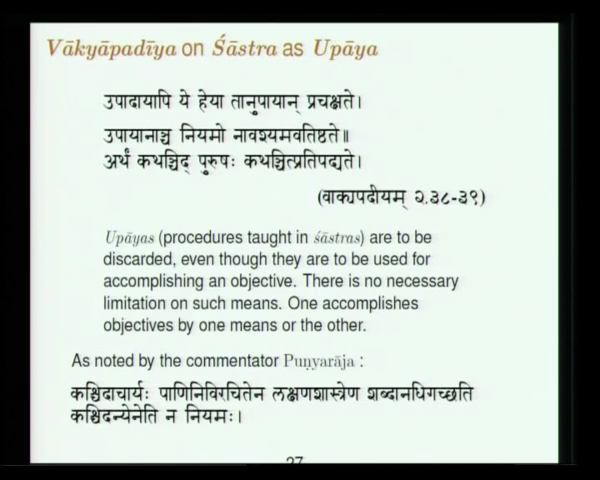 Vākyapadīya on Śāstra as Upāya
उपादायापि ये हेया तानुपायान् प्रचक्षते।
उपायानाञ्च नियमो नावश्यमवतिष्ठते॥
अर्थं कथञ्चिद् पुरुषः कथञ्चित्प्रतिपद्यते।
(वाक्यपदीयम् २.३८-३९)
Upāyas (procedures taught in śāstras) are to be
discarded, even though they are to be used for
accomplishing an objective. There is no necessary
limitation on such means. One accomplishes
objectives by one means or the other.
As noted by the commentator Puṇyarāja :
कश्चिदाचार्यः पाणिनिविरचितेन लक्षणशास्त्रेण शब्दानधिगच्छति
कश्चिदन्येनेति न नियमः।
27